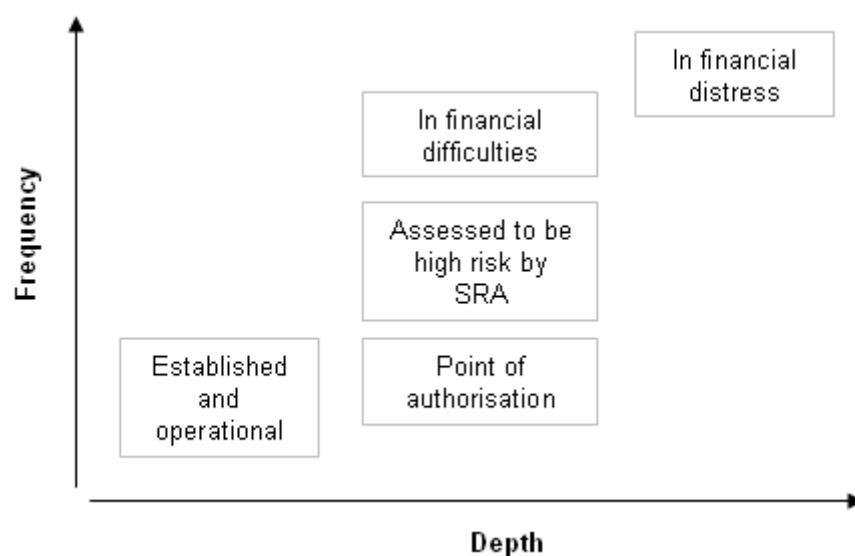 In financial
distress
In financial
difficulties
Assessed to be
high risk by
SRA
Established
and
operational
Point of
authorisation
Frequency
Depth